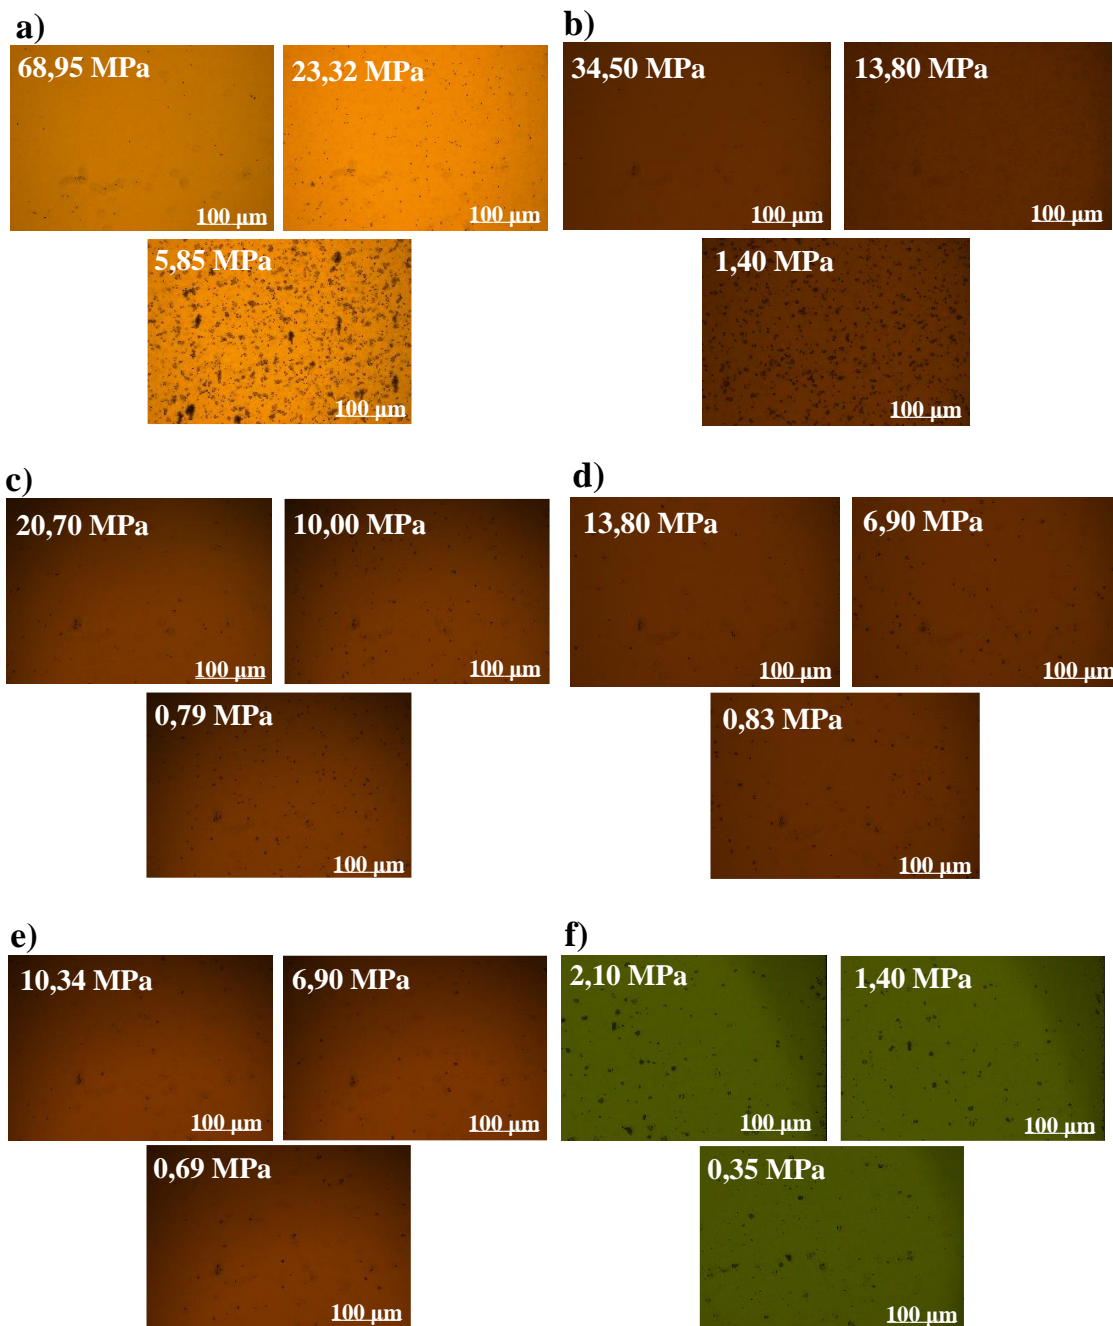 a)
68,95 MPa
100 µm
23,32 MPa
100 µm
5,85 MPa
100 µm
b)
34,50 MPa
100 µm
13,80 MPa
100 µm
1,40 MPa
100 µm
c)
20,70 MPa
100 µm
10,00 MPa
100 µm
0,79 MPa
100 µm
d)
13,80 MPa
100 µm
6,90 MPa
100 µm
0,83 MPa
100 µm
e)
10,34 MPa
100 µm
6,90 MPa
100 µm
0,69 MPa
100 µm
f)
2,10 MPa
100 µm
1,40 MPa
100 µm
0,35 MPa
100 µm